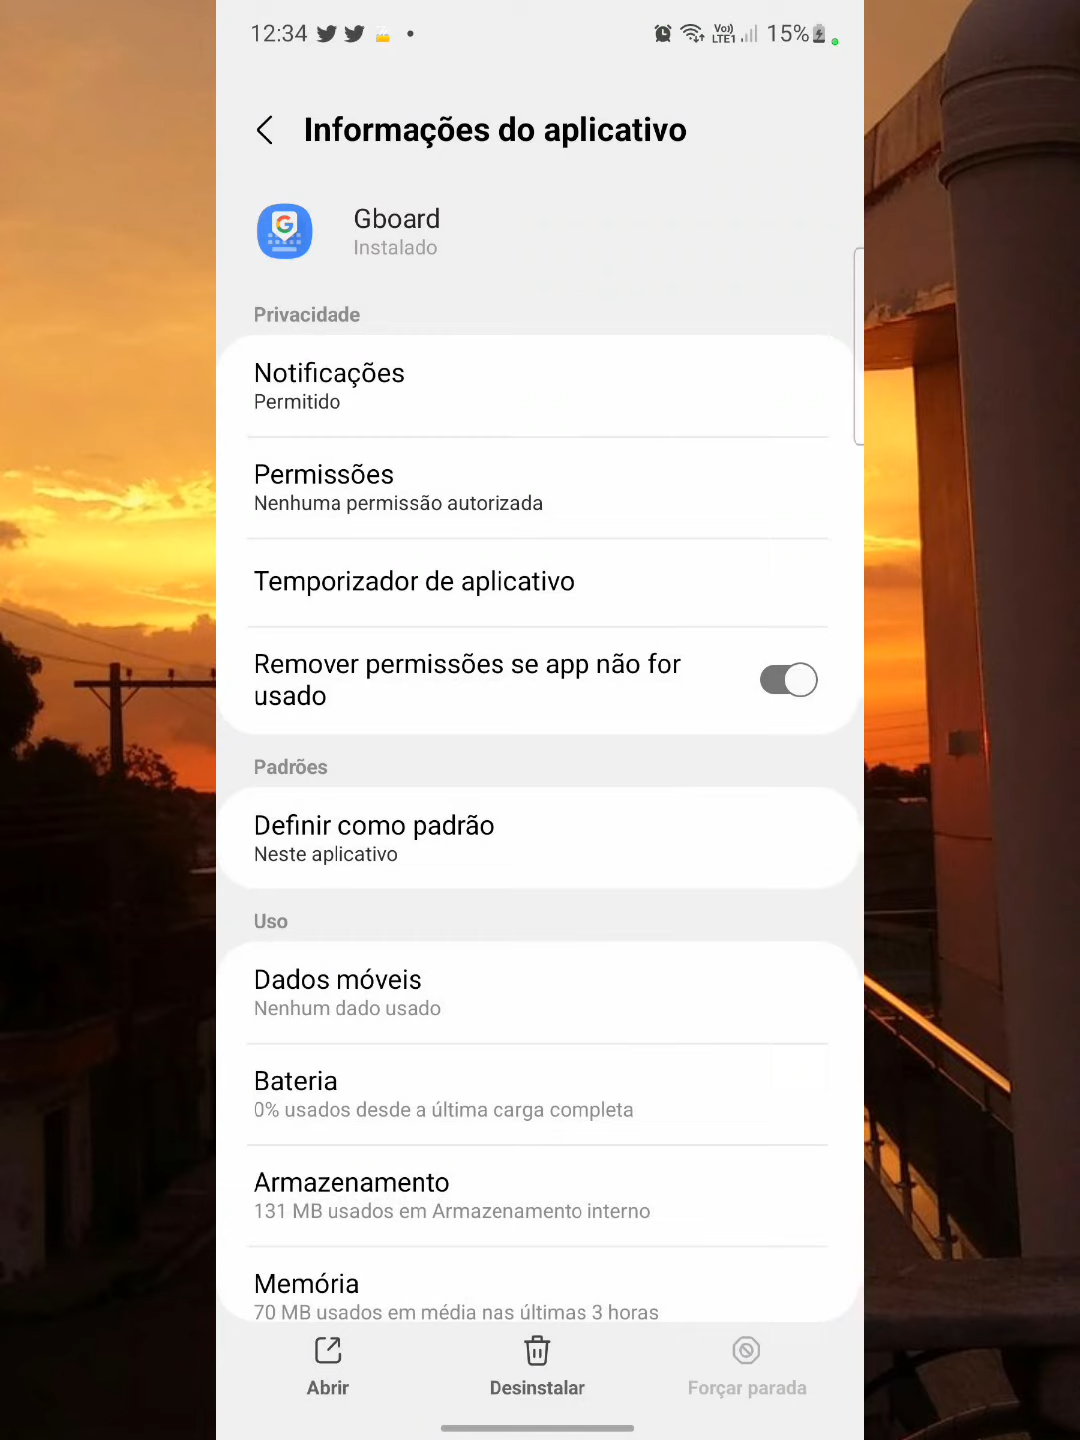 12:34
Vo))
LTE1
15%
Informações do aplicativo
G
Gboard
Instalado
Privacidade
Notificações
Permitido
Permissões
Nenhuma permissão autorizada
Temporizador de aplicativo
Remover permissões se app não for
usado
Padrões
Definir como padrão
Neste aplicativo
Uso
Dados móveis
Nenhum dado usado
Bateria
0% usados desde a última carga completa
Armazenamento
131 MB usados em Armazenamento interno
Memória
70 MB usados em média nas últimas 3 horas
Abrir
Desinstalar
Forçar parada